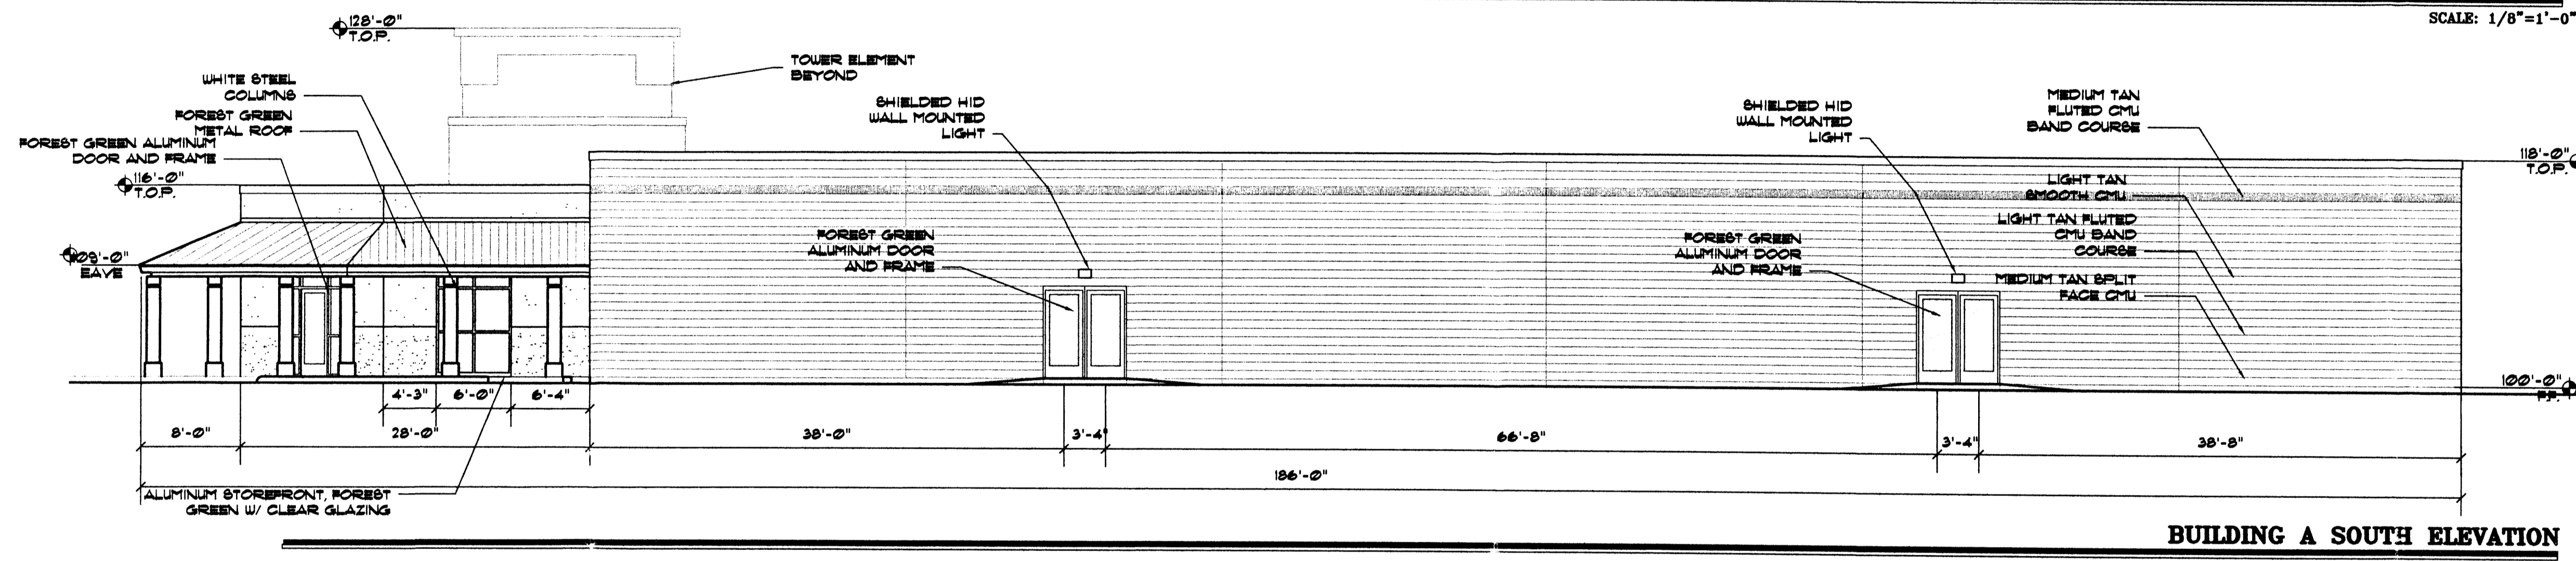 SCALE: 1/8"=1'-0"
128'-0"
T.O.P.
TOWER ELEMENT
BEYOND
WHITE STEEL
COLUMNS
FOREST GREEN
METAL ROOF
FOREST GREEN ALUMINUM
DOOR AND FRAME
116'-0"
T.O.P.
109'-0"
EAVE
SHIELDED HID
WALL MOUNTED
LIGHT
FOREST GREEN
ALUMINUM DOOR
AND FRAME
SHIELDED HID
WALL MOUNTED
LIGHT
FOREST GREEN
ALUMINUM DOOR
AND FRAME
MEDIUM TAN
FLUTED CMU
BAND COURSE
LIGHT TAN
SMOOTH CMU
LIGHT TAN FLUTED
CMU BAND
COURSE
MEDIUM TAN SPLIT
FACE CMU
118'-0"
T.O.P.
100'-0"
F.F.
4'-3"
6'-0"
6'-4"
8'-0"
28'-0"
38'-0"
3'-4"
66'-8"
3'-4"
38'-8"
186'-0"
ALUMINUM STOREFRONT, FOREST
GREEN W/ CLEAR GLAZING
BUILDING A SOUTH ELEVATION